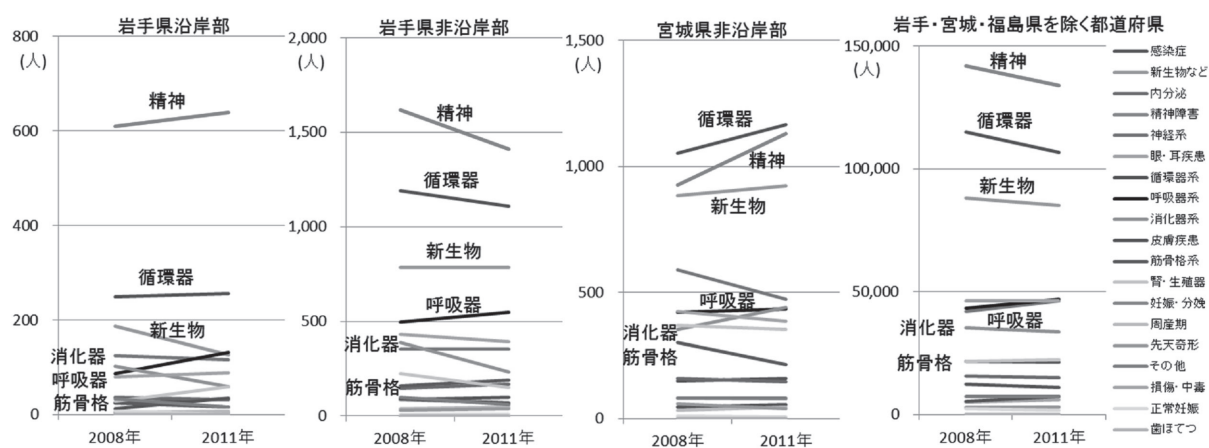 岩手県沿岸部
800
(人)
600
400
200
0
精神
循環器
新生物
消化器
呼吸器
筋骨格
2008年 2011年
岩手県非沿岸部
2,000
(人)
1,500
1,000
500
0
精神
循環器
新生物
呼吸器
消化器
筋骨格
2008年 2011年
宮城県非沿岸部
1,500
(人)
1,000
500
0
循環器
精神
新生物
呼吸器
消化器
筋骨格
2008年 2011年
岩手・宮城・福島県を除く都道府県
150,000
(人)
100,000
50,000
0
精神
循環器
新生物
消化器
呼吸器
筋骨格
2008年 2011年
感染症
新生物など
内分泌
精神障害
神経系
眼・耳疾患
循環器系
呼吸器系
消化器系
皮膚疾患
筋骨格系
腎・生殖器
妊娠・分娩
周産期
先天奇形
その他
損傷・中毒
正常妊娠
歯ほてつ